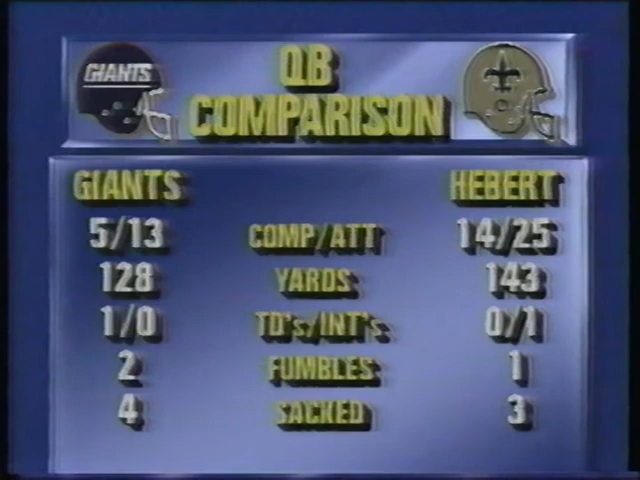 GIANTS
QB
COMPARISON
GIANTS HEBERT
5/13 COMP/ATT 14/25
128 YARDS 143
1/0 TD's/INT's 0/1
2 FUMBLES 1
4 SACKED 3